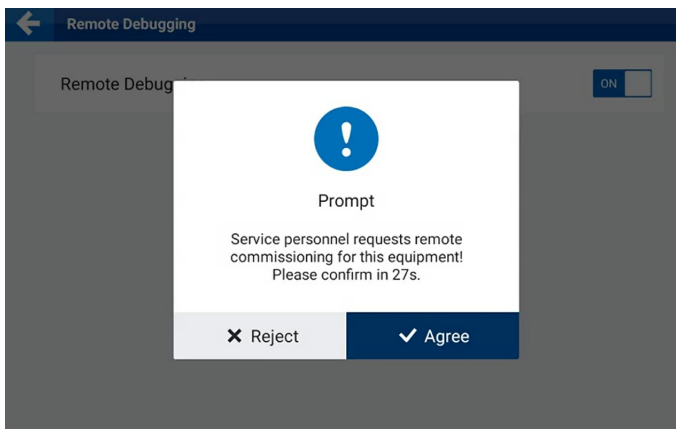 Remote Debugging
Remote Debug
ON
Prompt
Service personnel requests remote
commissioning for this equipment!
Please confirm in 27s.
Reject
Agree